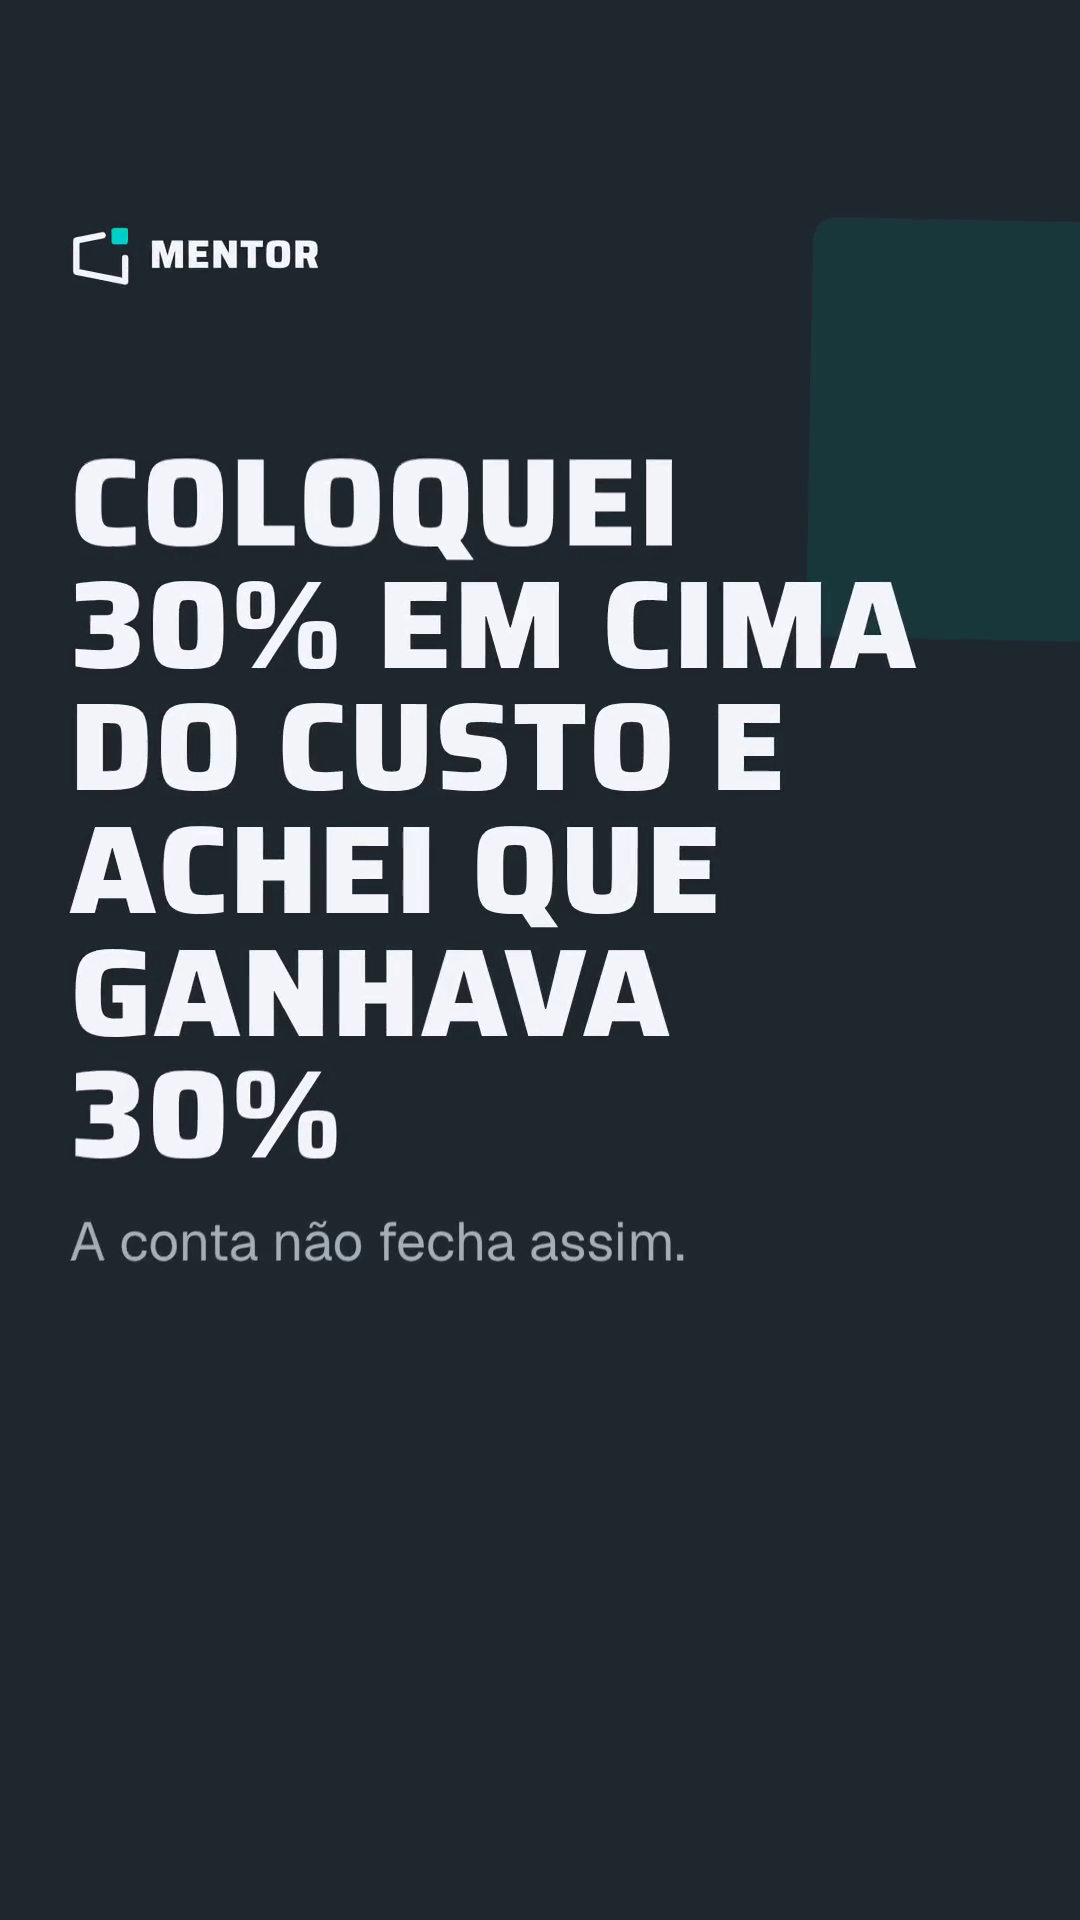 MENTOR
COLOQUEI
30% EM CIMA
DO CUSTO E
ACHEI QUE
GANHAVA
30%
A conta não fecha assim.